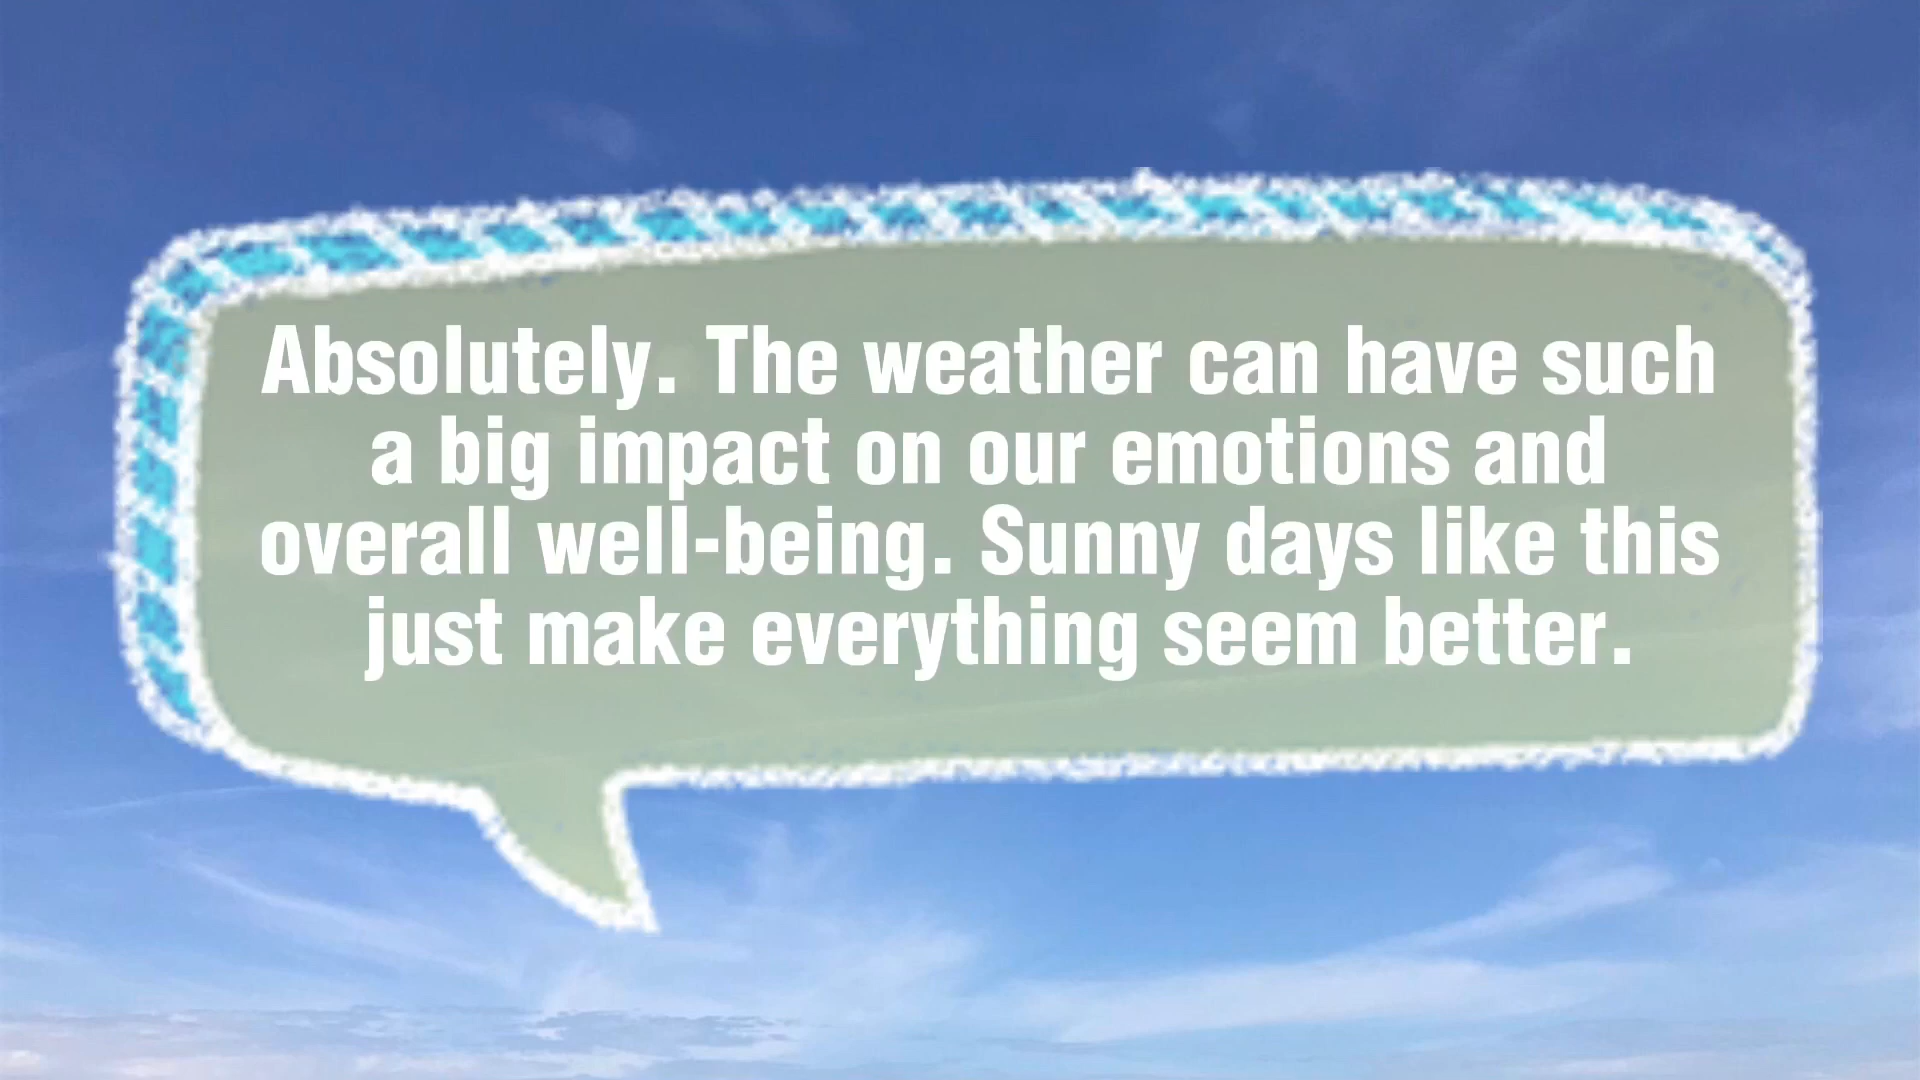 Absolutely. The weather can have such
a big impact on our emotions and
overall well-being. Sunny days like this
just make everything seem better.